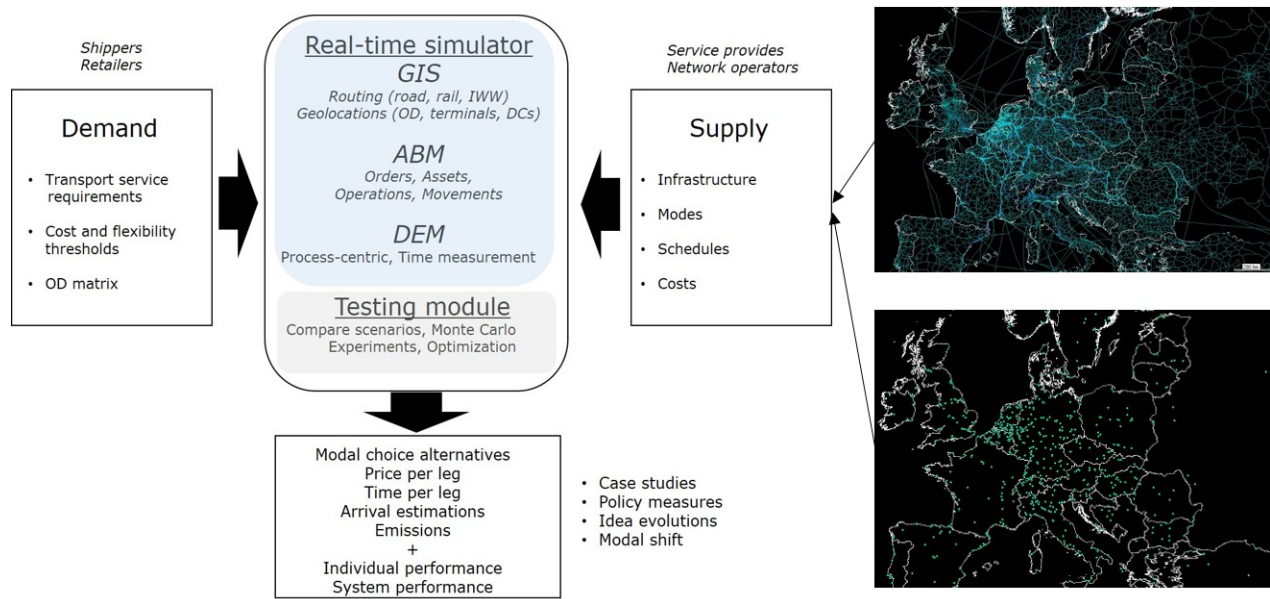 Shippers
Retailers
Demand
• Transport service
requirements
• Cost and flexibility
thresholds
• OD matrix
Real-time simulator
GIS
Routing (road, rail, IWW)
Geolocations (OD, terminals, DCs)
ABM
Orders, Assets,
Operations, Movements
DEM
Process-centric, Time measurement
Testing module
Compare scenarios, Monte Carlo
Experiments, Optimization
Service provides
Network operators
Supply
• Infrastructure
• Modes
• Schedules
• Costs
Modal choice alternatives
Price per leg
Time per leg
Arrival estimations
Emissions
+
Individual performance
System performance
• Case studies
• Policy measures
• Idea evolutions
• Modal shift